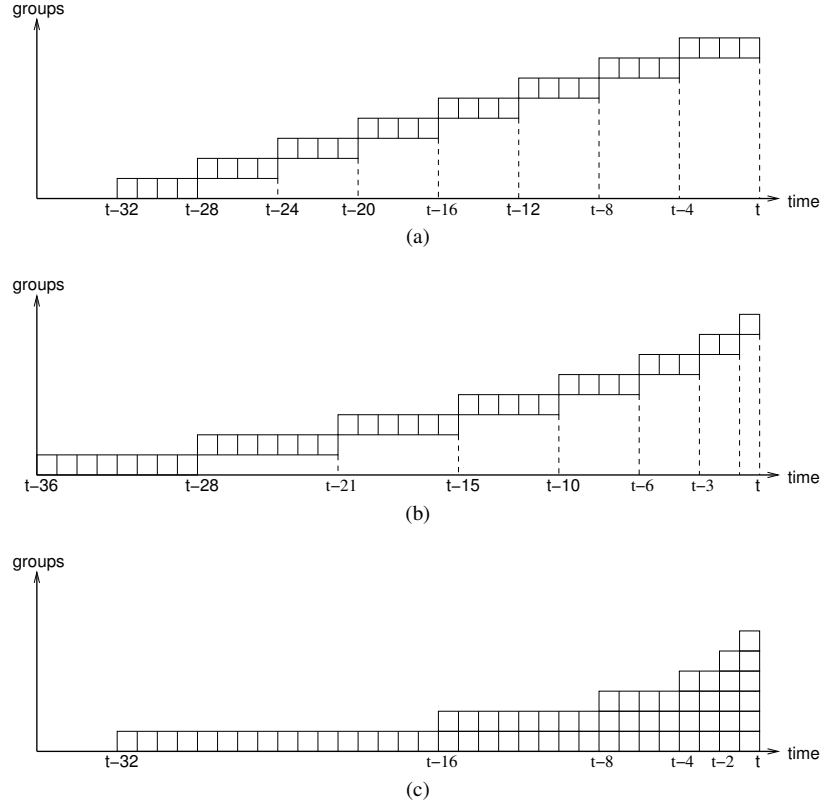 groups
time
t−32 t−28 t−24 t−20 t−16 t−12 t−8 t−4 t
(a)
groups
time
t−36 t−28 t−21 t−15 t−10 t−6 t−3 t
(b)
groups
time
t−32 t−16 t−8 t−4 t−2 t
(c)